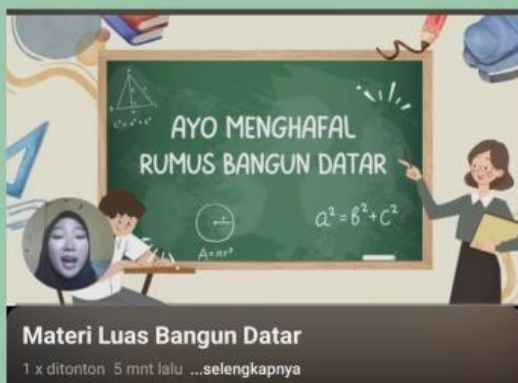 AYO MENGHAFAL
RUMUS BANGUN DATAR
a² = b² + c²
A=πr²
Materi Luas Bangun Datar
1 x ditonton 5 mnt lalu ...selengkapnya